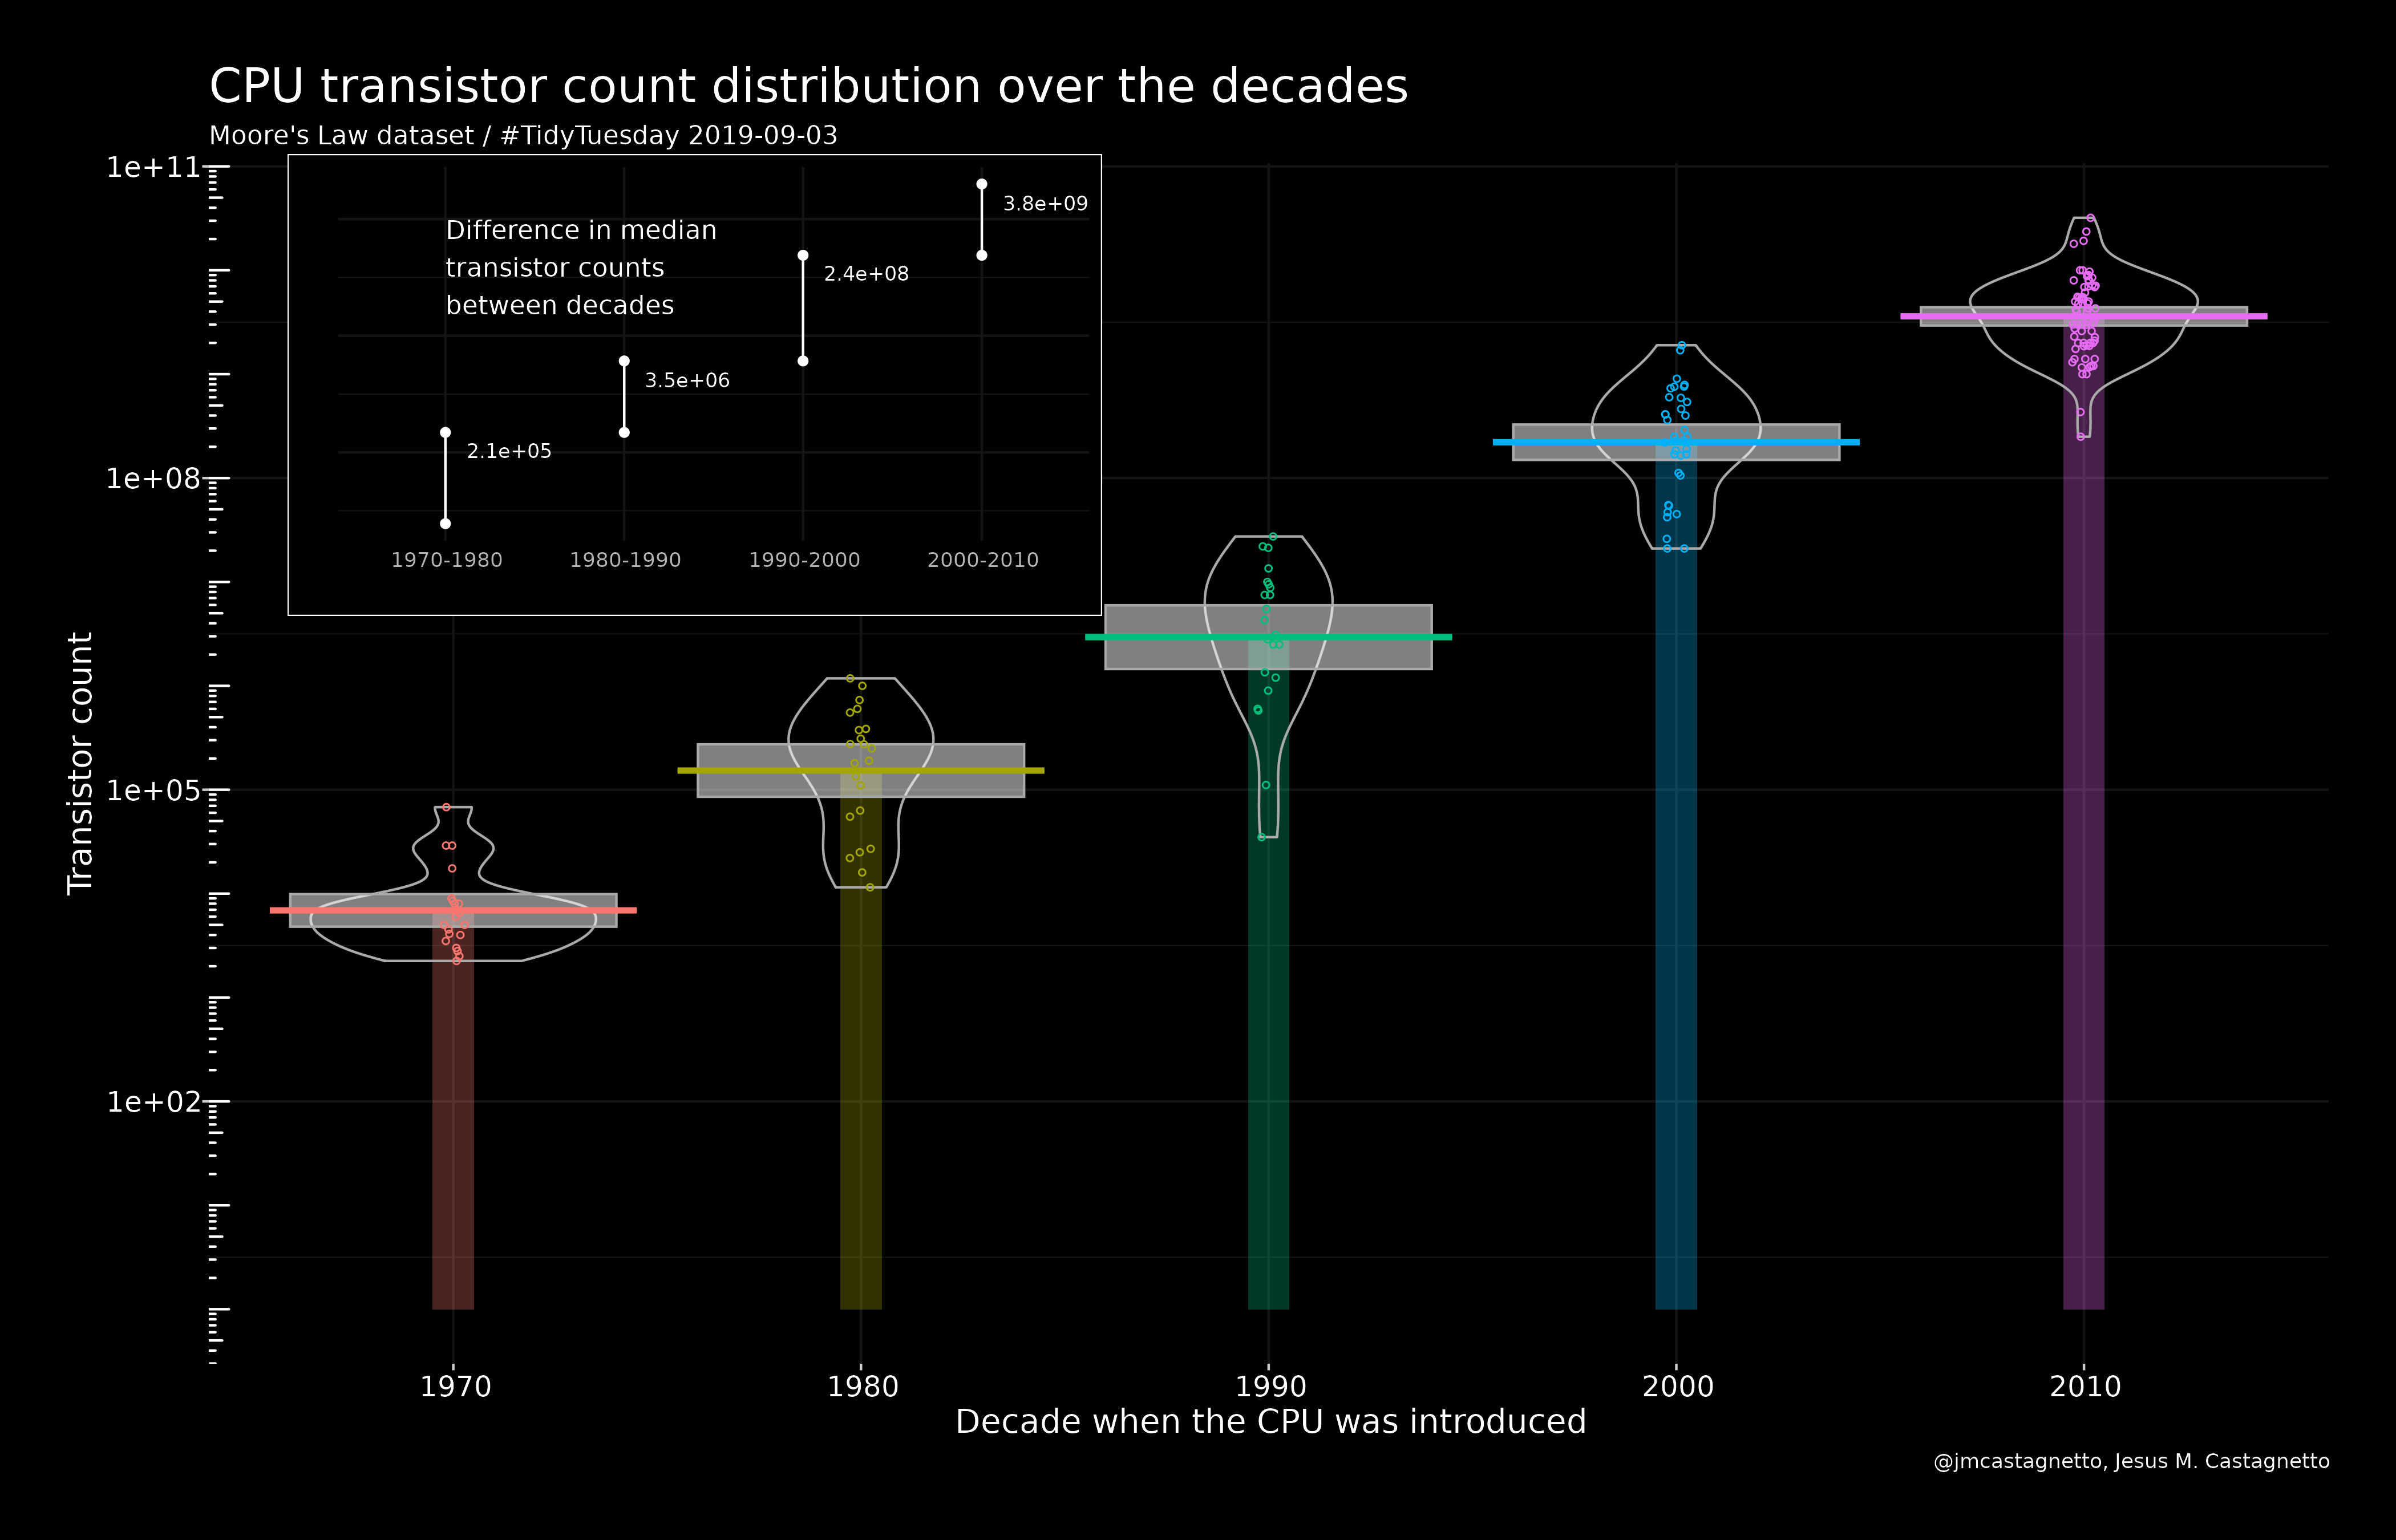 CPU transistor count distribution over the decades
Moore's Law dataset / #TidyTuesday 2019-09-03
1e+11
1e+08
1e+05
1e+02
Transistor count
Difference in median
transistor counts
between decades
2.1e+05
3.5e+06
2.4e+08
3.8e+09
1970-1980
1980-1990
1990-2000
2000-2010
1970
1980
1990
2000
2010
Decade when the CPU was introduced
@jmcastagnetto, Jesus M. Castagnetto